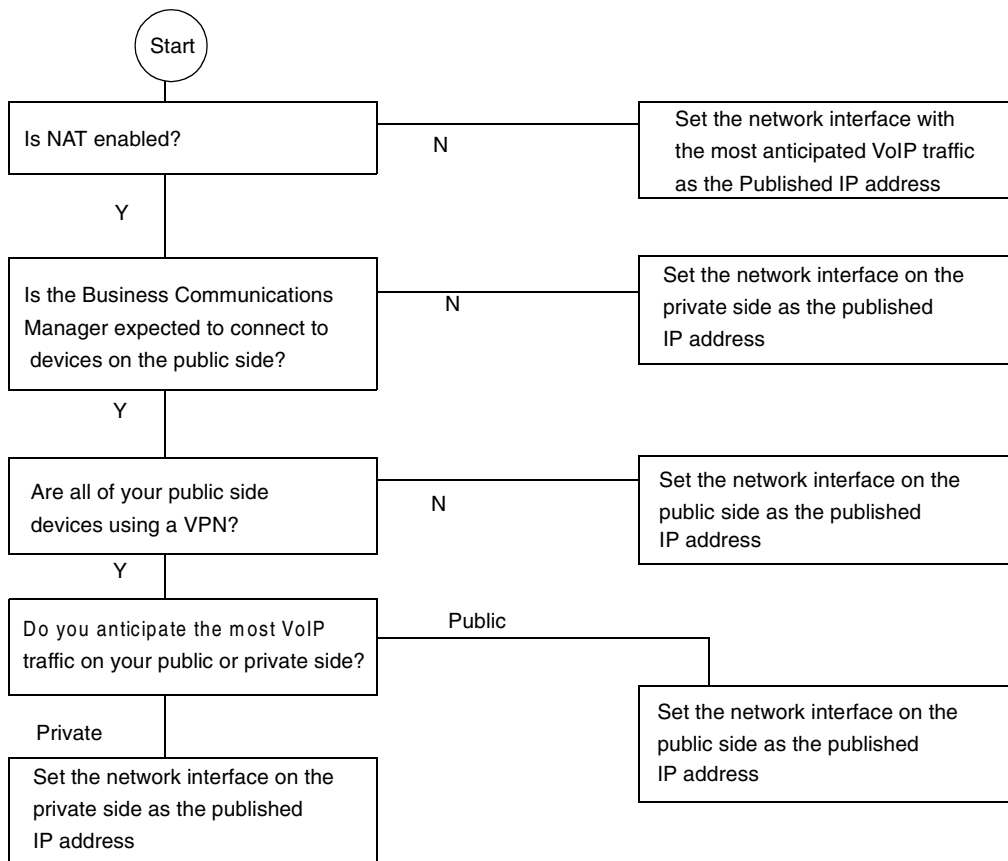 Start
Is NAT enabled?
N
Set the network interface with
the most anticipated VoIP traffic
as the Published IP address
Y
Is the Business Communications
Manager expected to connect to
devices on the public side?
N
Set the network interface on the
private side as the published
IP address
Y
Are all of your public side
devices using a VPN?
N
Set the network interface on the
public side as the published
IP address
Y
Do you anticipate the most VoIP
traffic on your public or private side?
Public
Set the network interface on the
public side as the published
IP address
Private
Set the network interface on the
private side as the published
IP address